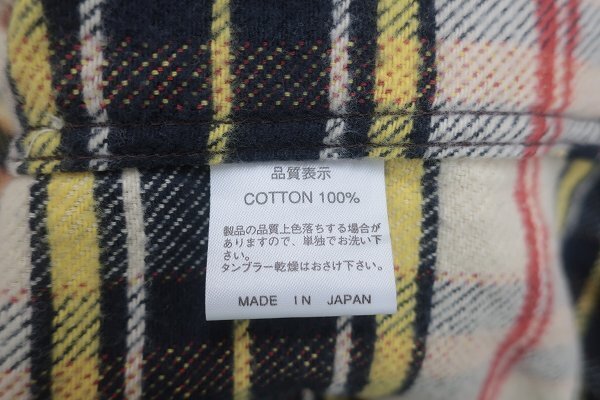 品質表示
COTTON 100%
製品の品質上色落ちする場合が
ありますので、単独でお洗い下
さい。
タンブラー乾燥はおさけ下さい。
MADE IN JAPAN